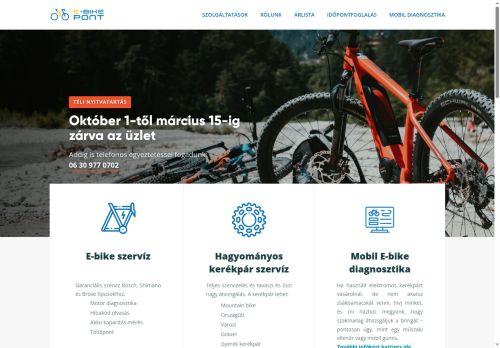 E-BIKE
PONT
SZOLGÁLTATÁSOK RÓLUNK ÁRLISTA IDŐPONTFOGLALÁS MOBIL DIAGNOSZTIKA
TÉLI NYITVATARTÁS
Október 1-től március 15-ig
zárva az üzlet
Addig is telefonos egyeztetéssel fogadunk:
06 30 977 0702
E-bike szervíz
Garanciális szerviz Bosch, Shimano
és Brose típusokhoz.
Motor diagnosztika
Hibakód olvasás
Akku kapacitás mérés
Töltőpont
Hagyományos
kerékpár szervíz
Teljes szervizelés és tavaszi és őszi
nagy átvizsgálás. A kerékpár lehet:
Mountain bike
Országúti
Városi
Gravel
Gyerek kerékpár
Mobil E-bike
diagnosztika
Ha használt elektromos kerékpárt
vásárolnál, de nem akarsz
zsákbamacskát venni, hívj minket,
és mi házhoz megyünk, hogy
szakmailag átvizsgáljuk a bringát –
pontosan úgy, mint egy műszaki
vizsgán vagy mobil gumis.